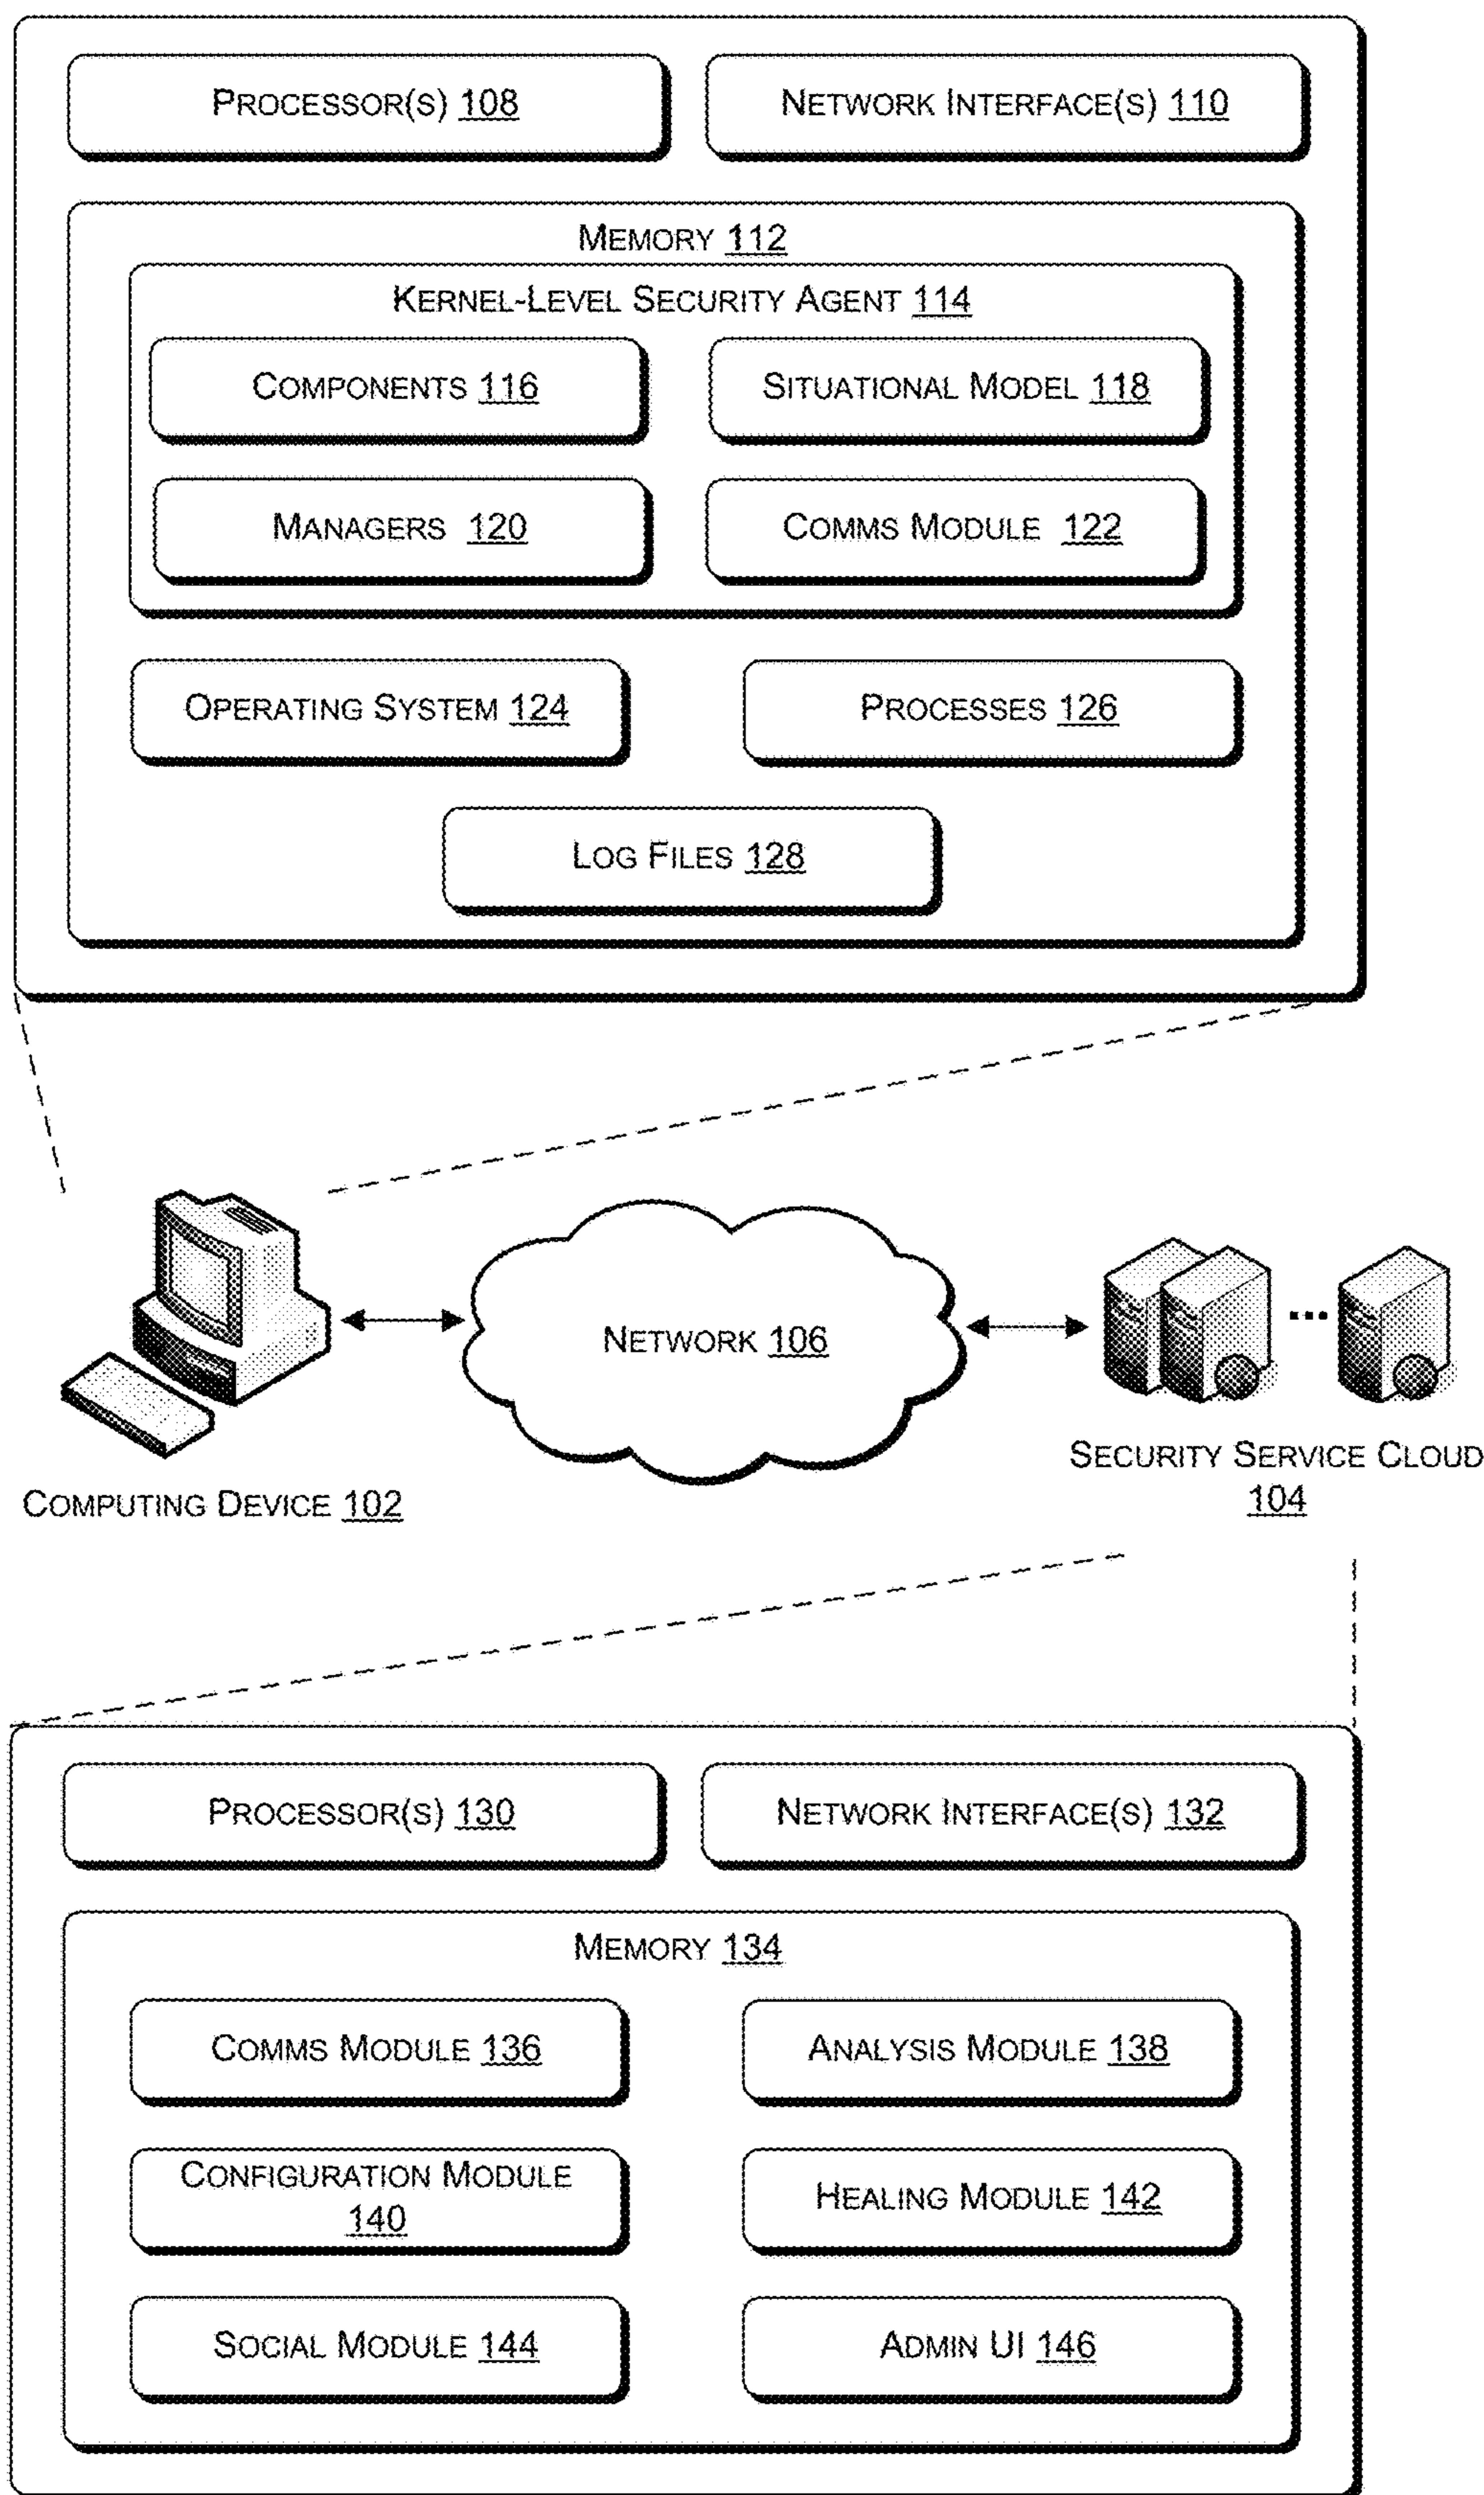 PROCESSOR(S) 108
NETWORK INTERFACE(S) 110
MEMORY 112
KERNEL-LEVEL SECURITY AGENT 114
COMPONENTS 116
SITUATIONAL MODEL 118
MANAGERS 120
COMMS MODULE 122
OPERATING SYSTEM 124
PROCESSES 126
LOG FILES 128
NETWORK 106
...
SECURITY SERVICE CLOUD
104
COMPUTING DEVICE 102
PROCESSOR(S) 130
NETWORK INTERFACE(S) 132
MEMORY 134
COMMS MODULE 136
ANALYSIS MODULE 138
CONFIGURATION MODULE
140
HEALING MODULE 142
SOCIAL MODULE 144
ADMIN UI 146